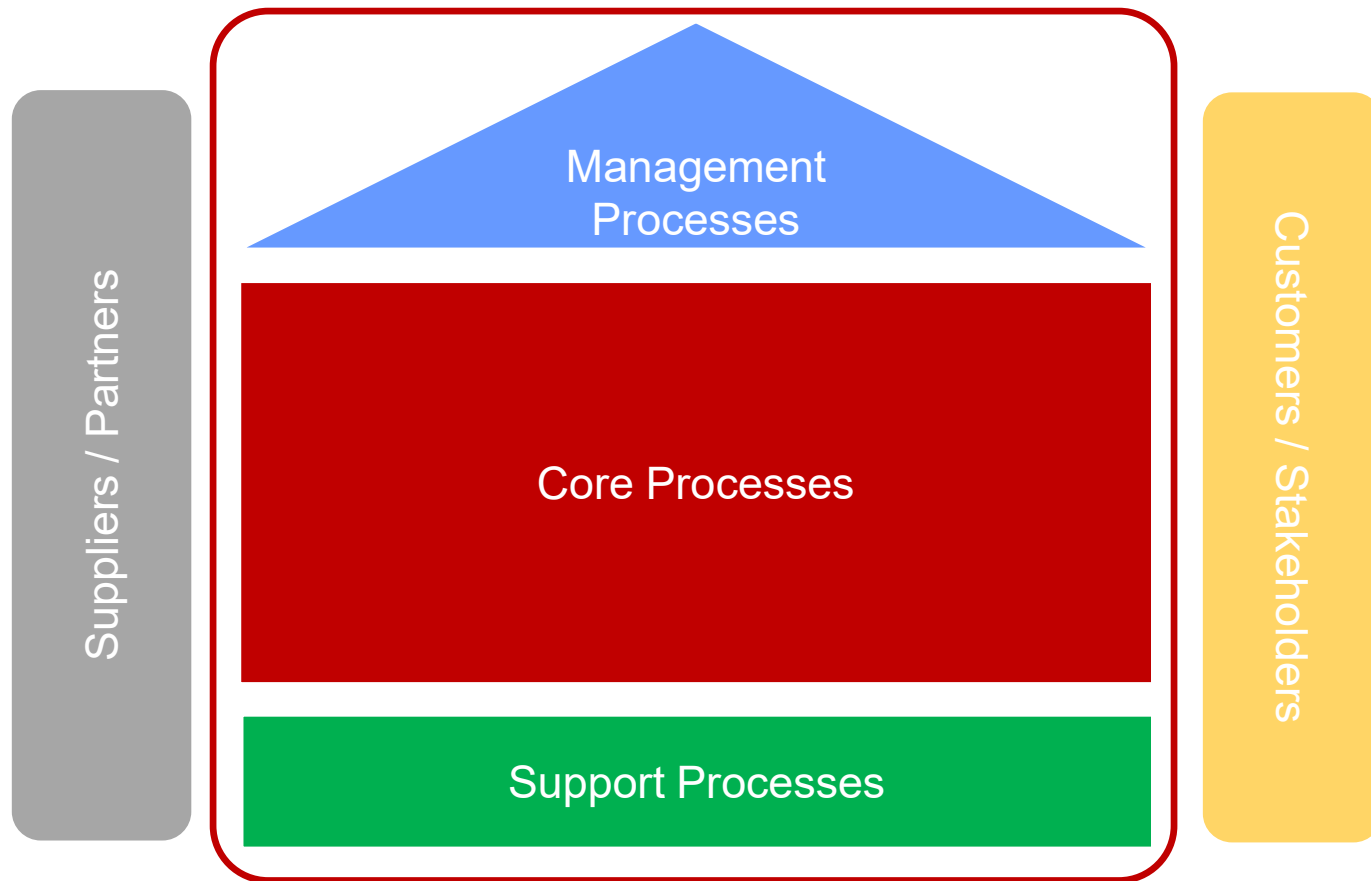 Suppliers / Partners
Management
Processes
Core Processes
Support Processes
Customers / Stakeholders